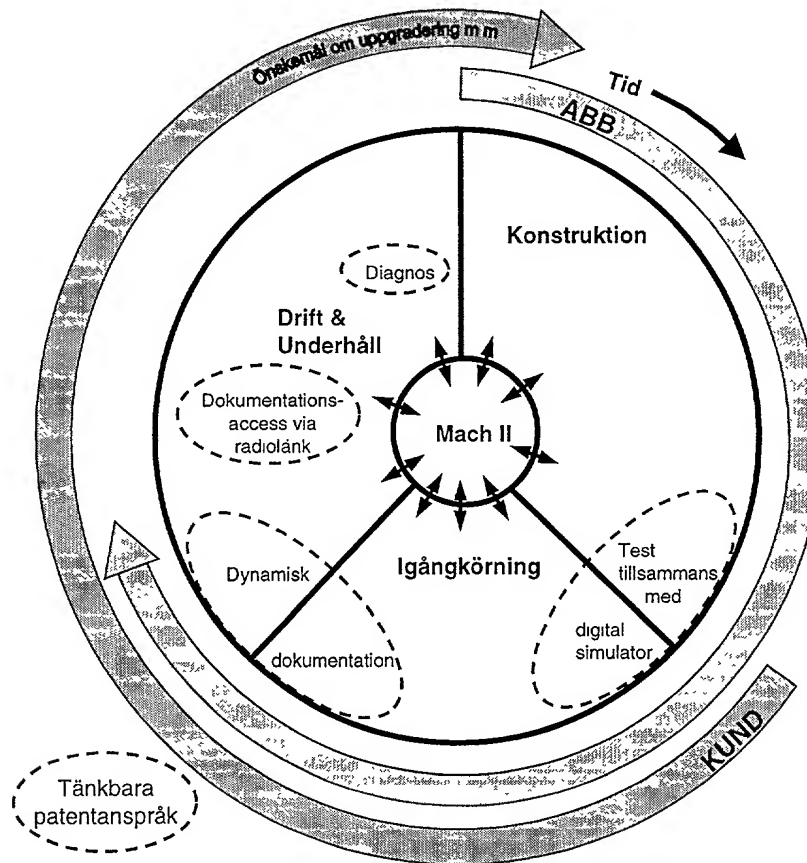 Önskemål om uppgradering m m
Tid
ABB
Konstruktion
Diagnos
Drift &
Underhåll
Dokumentations-
access via
radiolänk
Mach II
Igångkörning
Test
tillsammans
med
digital
simulator
Dynamisk
dokumentation
KUND
Tänkbara
patentanspråk